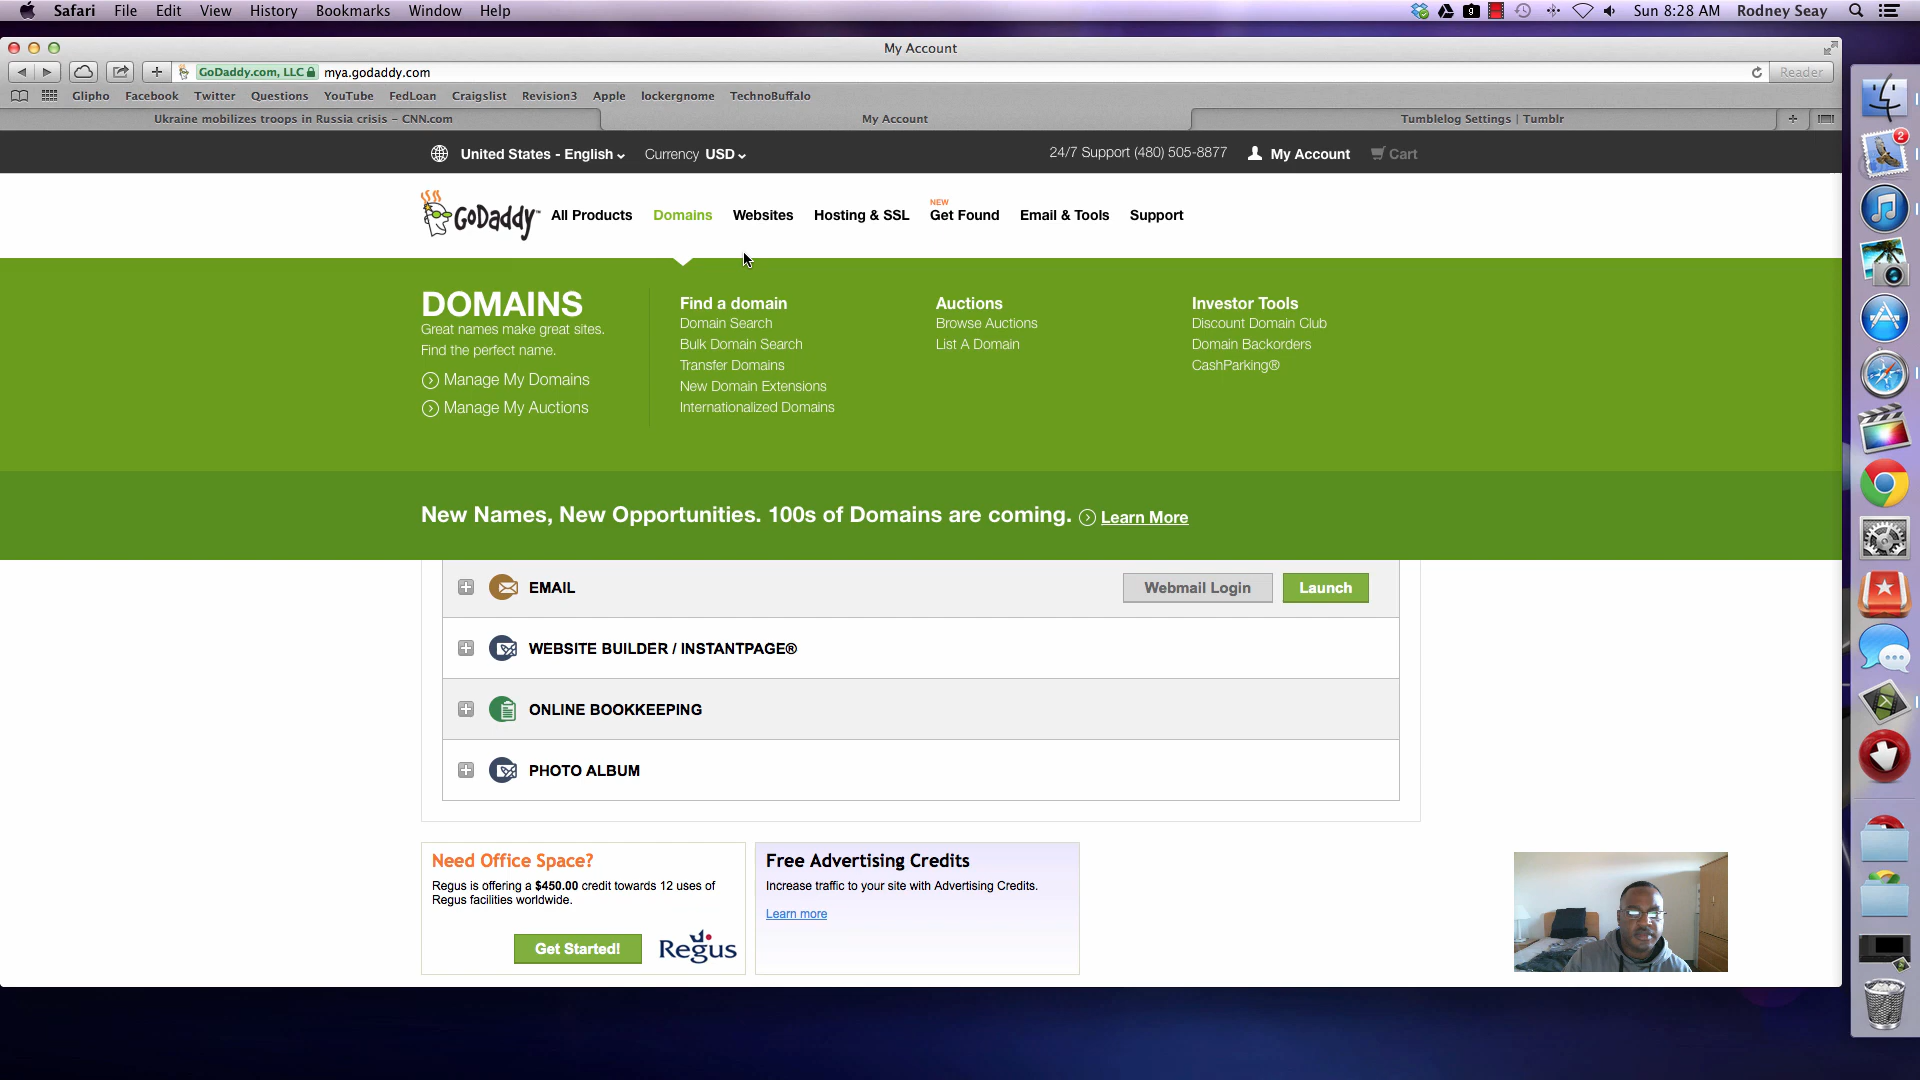 Safari File Edit View History Bookmarks Window Help
Sun 8:28 AM Rodney Seay
My Account
GoDaddy.com, LLC mya.godaddy.com Reader
Glipho Facebook Twitter Questions YouTube FedLoan Craigslist Revision3 Apple lockergnome TechnoBuffalo
Ukraine mobilizes troops in Russia crisis – CNN.com My Account Tumblelog Settings | Tumblr
United States - English Currency USD 24/7 Support (480) 505-8877 My Account Cart
GoDaddy™ All Products Domains Websites Hosting & SSL NEW Get Found Email & Tools Support
DOMAINS
Great names make great sites.
Find the perfect name.
Manage My Domains
Manage My Auctions
Find a domain
Domain Search
Bulk Domain Search
Transfer Domains
New Domain Extensions
Internationalized Domains
Auctions
Browse Auctions
List A Domain
Investor Tools
Discount Domain Club
Domain Backorders
CashParking®
New Names, New Opportunities. 100s of Domains are coming. Learn More
EMAIL Webmail Login Launch
WEBSITE BUILDER / INSTANTPAGE®
ONLINE BOOKKEEPING
PHOTO ALBUM
Need Office Space?
Regus is offering a $450.00 credit towards 12 uses of
Regus facilities worldwide.
Get Started! Regus
Free Advertising Credits
Increase traffic to your site with Advertising Credits.
Learn more
2